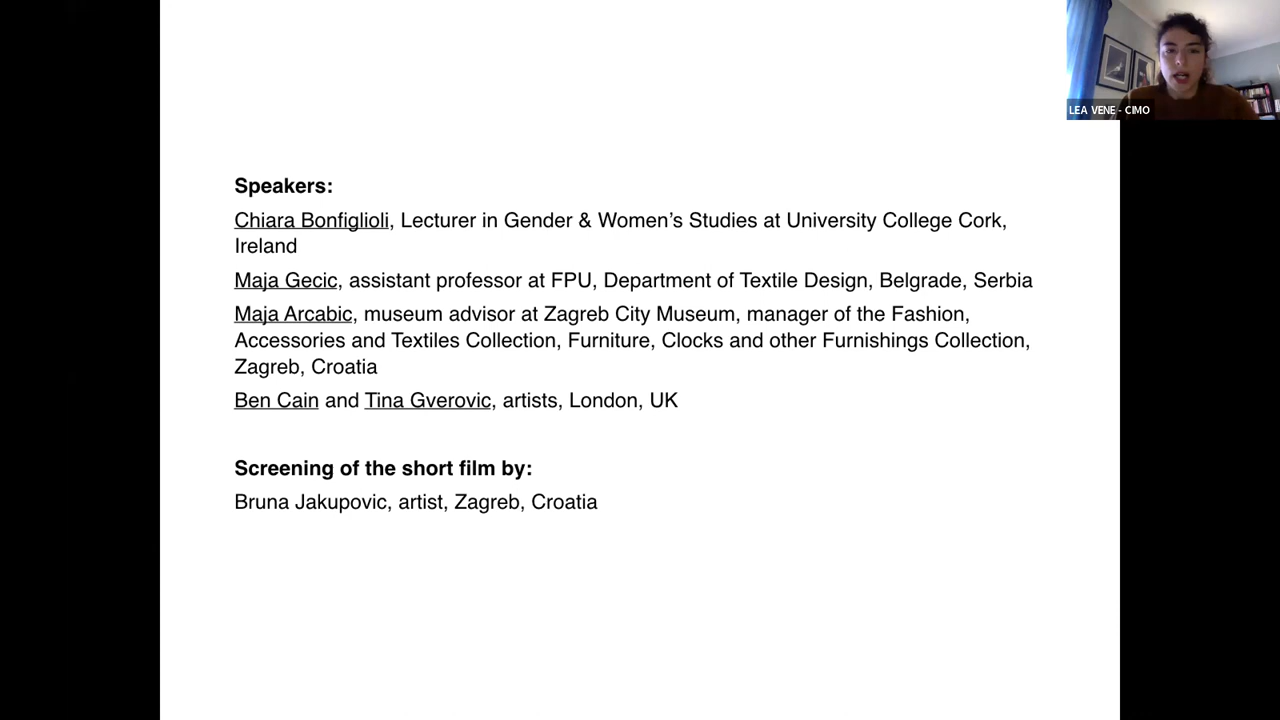 LEA VENE - CIMO
Speakers:
Chiara Bonfiglioli, Lecturer in Gender & Women’s Studies at University College Cork,
Ireland
Maja Gecic, assistant professor at FPU, Department of Textile Design, Belgrade, Serbia
Maja Arcabic, museum advisor at Zagreb City Museum, manager of the Fashion,
Accessories and Textiles Collection, Furniture, Clocks and other Furnishings Collection,
Zagreb, Croatia
Ben Cain and Tina Gverovic, artists, London, UK
Screening of the short film by:
Bruna Jakupovic, artist, Zagreb, Croatia